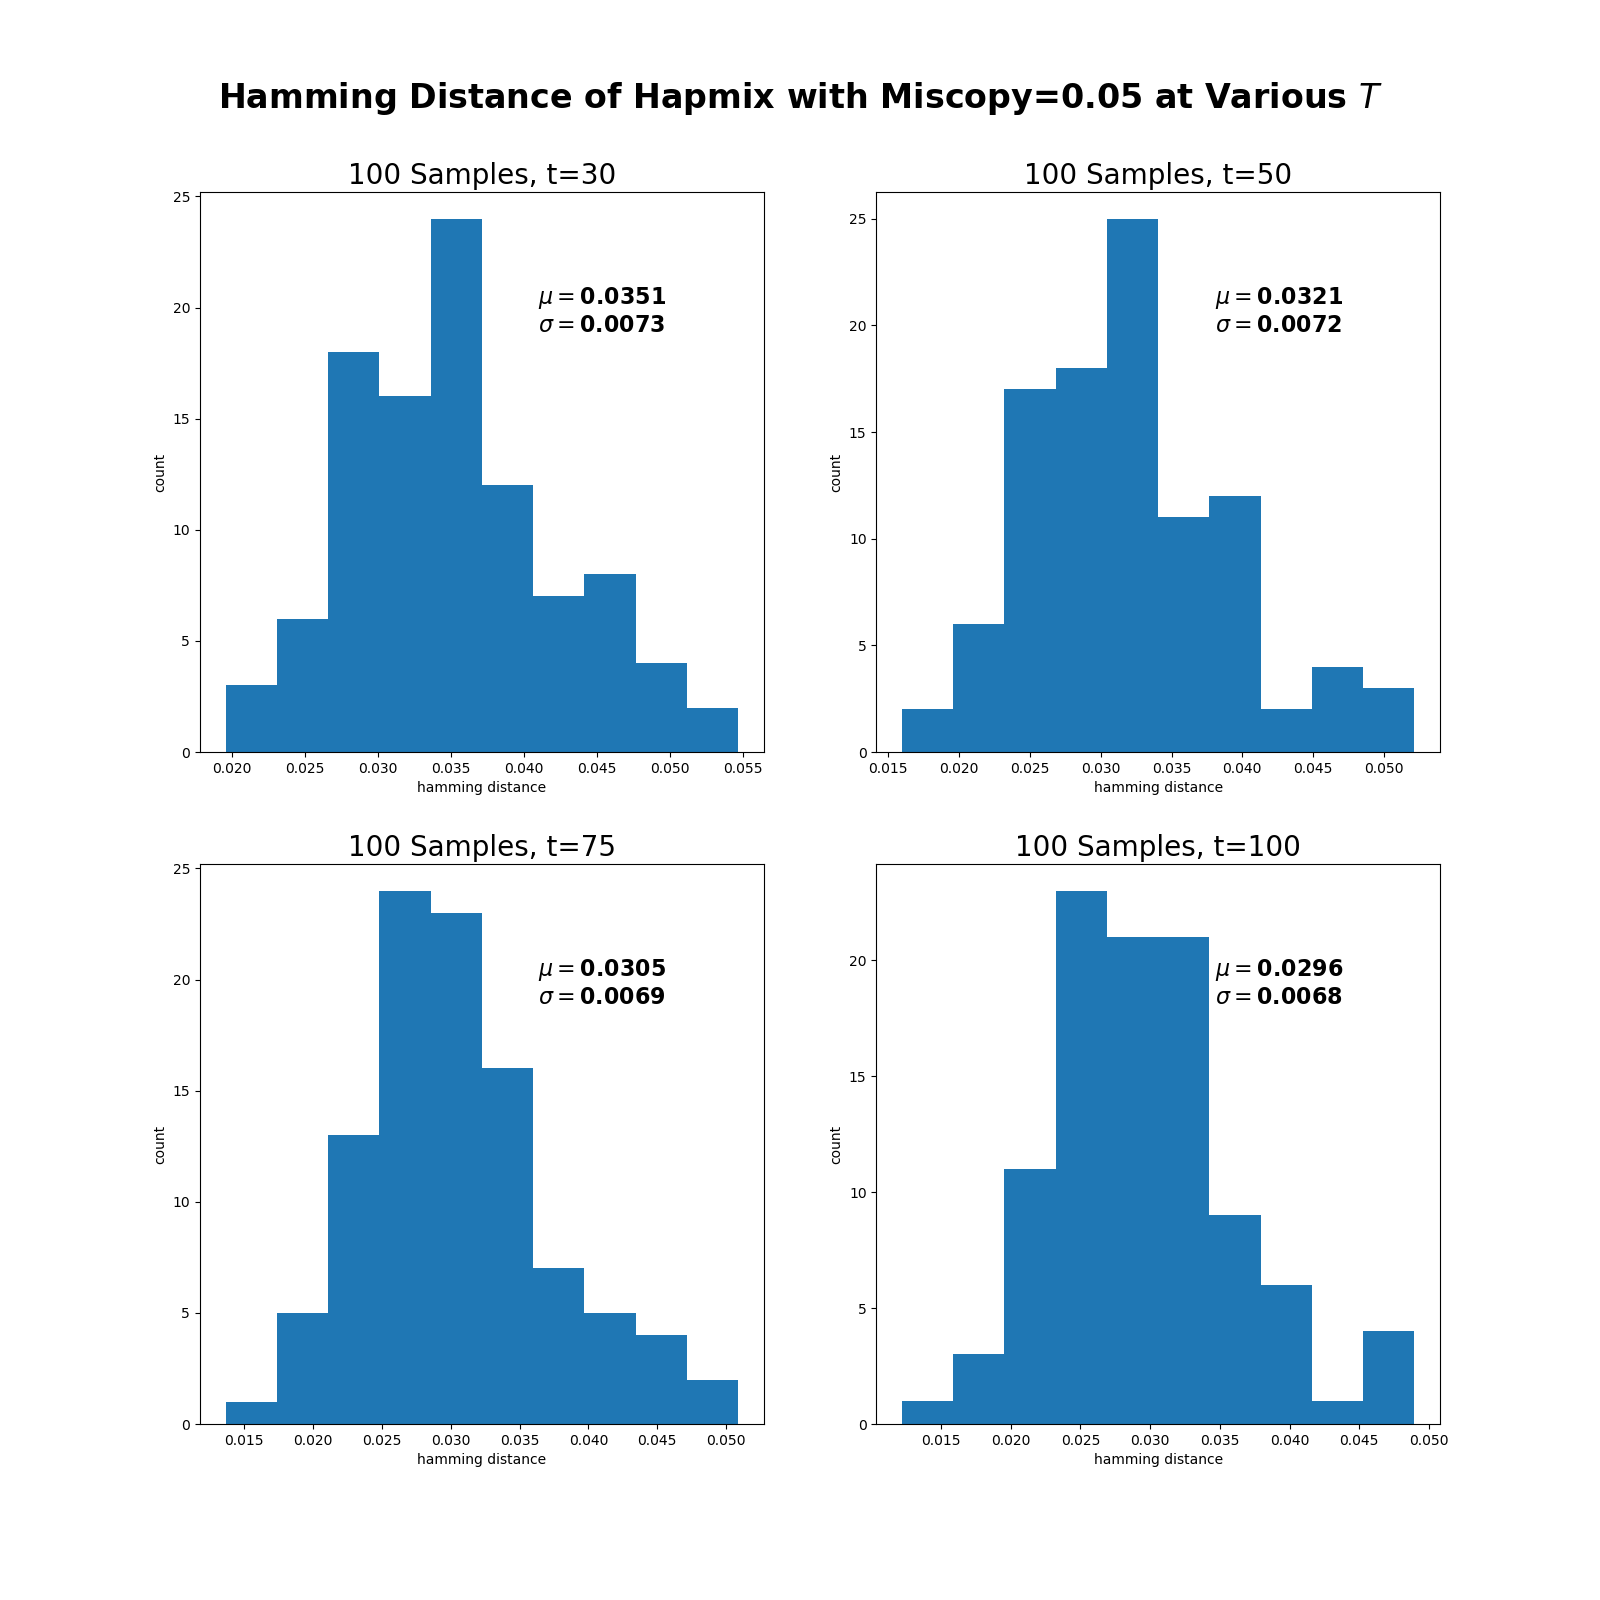 Hamming Distance of Hapmix with Miscopy=0.05 at Various T
100 Samples, t=30
25
20
15
10
5
0
count
μ = 0.0351
σ = 0.0073
0.020 0.025 0.030 0.035 0.040 0.045 0.050 0.055
hamming distance
100 Samples, t=50
25
20
15
10
5
0
count
μ = 0.0321
σ = 0.0072
0.015 0.020 0.025 0.030 0.035 0.040 0.045 0.050
hamming distance
100 Samples, t=75
25
20
15
10
5
0
count
μ = 0.0305
σ = 0.0069
0.015 0.020 0.025 0.030 0.035 0.040 0.045 0.050
hamming distance
100 Samples, t=100
20
15
10
5
0
count
μ = 0.0296
σ = 0.0068
0.015 0.020 0.025 0.030 0.035 0.040 0.045 0.050
hamming distance